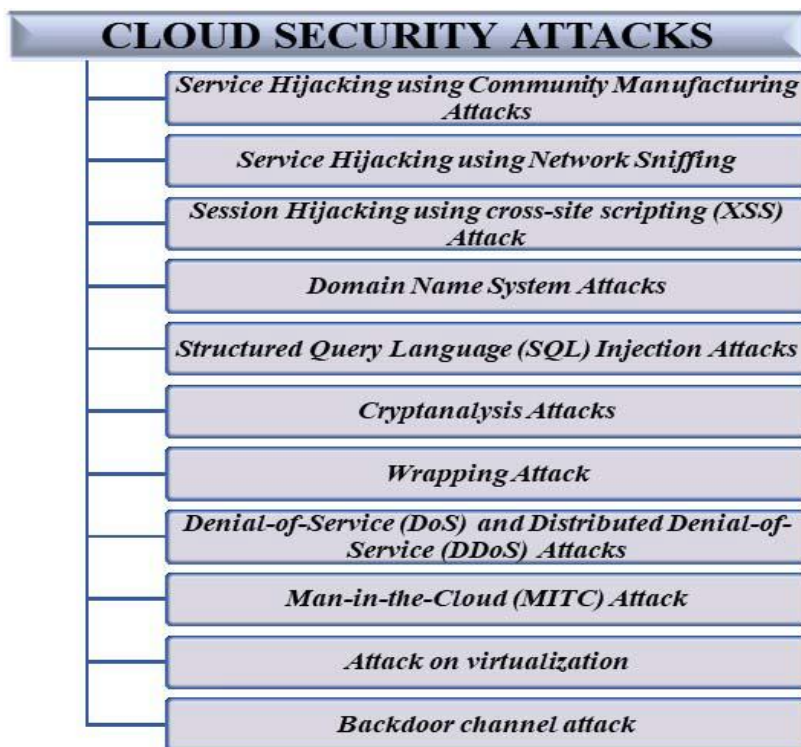 CLOUD SECURITY ATTACKS
Service Hijacking using Community Manufacturing
Attacks
Service Hijacking using Network Sniffing
Session Hijacking using cross-site scripting (XSS)
Attack
Domain Name System Attacks
Structured Query Language (SQL) Injection Attacks
Cryptanalysis Attacks
Wrapping Attack
Denial-of-Service (DoS) and Distributed Denial-of-
Service (DDoS) Attacks
Man-in-the-Cloud (MITC) Attack
Attack on virtualization
Backdoor channel attack